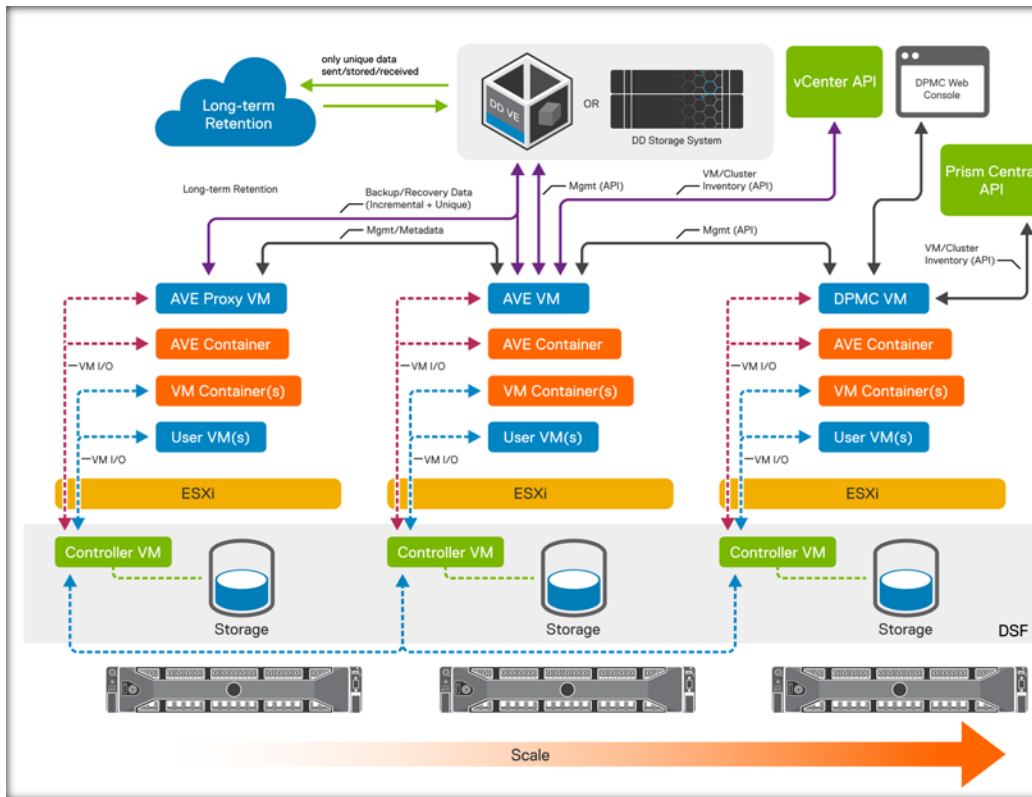 only unique data
sent/stored/received
Long-term
Retention
DD VE
OR
DD Storage System
vCenter API
DPMC Web
Console
Prism Central
API
Long-term Retention
Backup/Recovery Data
(Incremental + Unique)
Mgmt/Metadata
Mgmt (API)
VM/Cluster
Inventory (API)
Mgmt (API)
VM/Cluster
Inventory (API)
AVE Proxy VM
AVE VM
DPMC VM
AVE Container
AVE Container
AVE Container
VM I/O
VM I/O
VM I/O
VM Container(s)
VM Container(s)
VM Container(s)
User VM(s)
User VM(s)
User VM(s)
VM I/O
VM I/O
VM I/O
ESXi
ESXi
ESXi
Controller VM
Controller VM
Controller VM
Storage
Storage
Storage
DSF
Scale